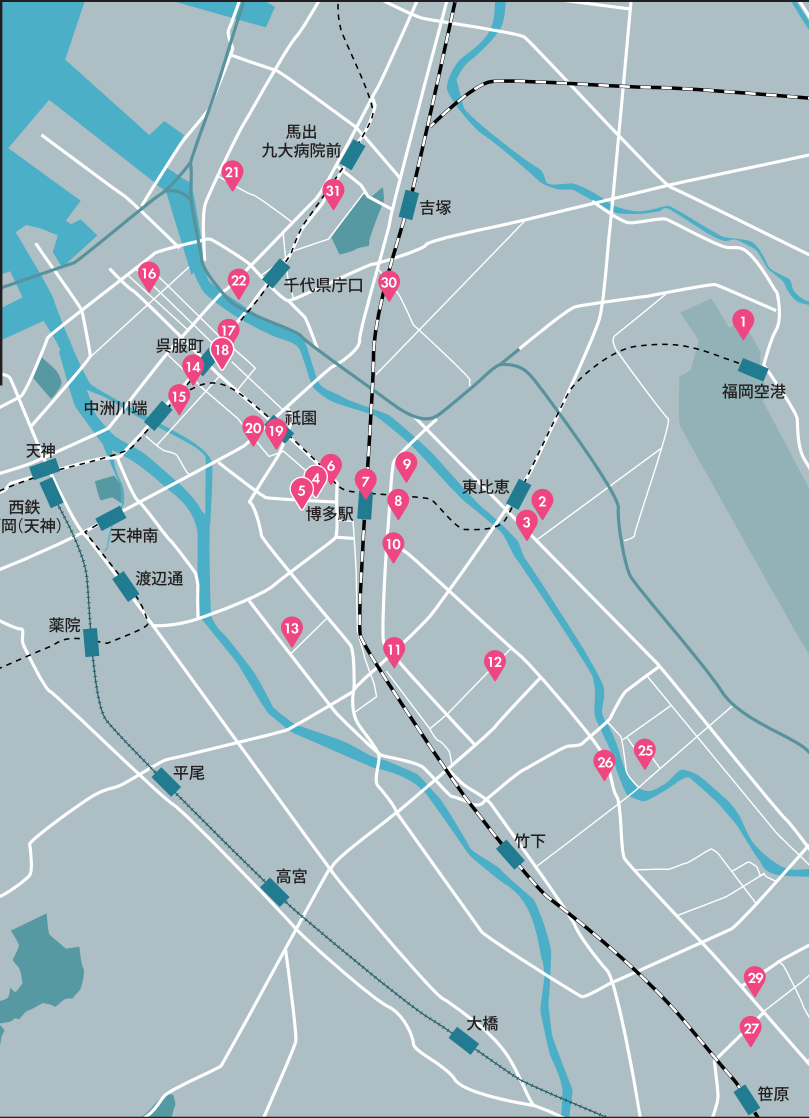 馬出
九大病院前
21
31
吉塚
16
22
千代県庁口
30
1
17
呉服町
18
14
福岡空港
15
中洲川端
20
19
祇園
天神
6
4
5
7
9
東比恵
2
西鉄
岡(天神)
博多駅
8
3
天神南
10
渡辺通
薬院
13
11
12
25
26
平尾
竹下
高宮
29
27
大橋
笹原